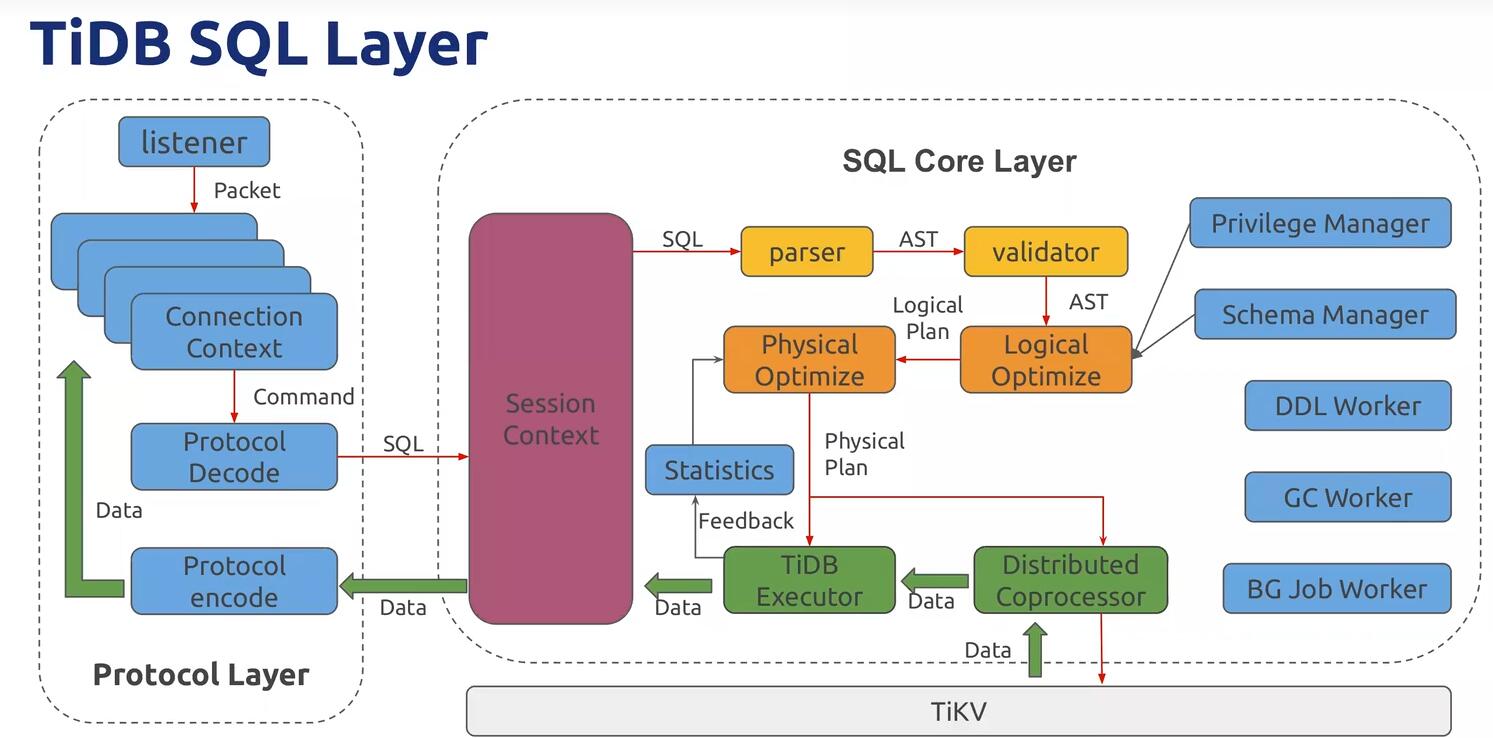 TiDB SQL Layer
listener
Packet
Connection
Context
Command
Protocol
Decode
SQL
Data
Protocol
encode
Data
Protocol Layer
SQL Core Layer
Session
Context
SQL
parser
AST
validator
AST
Logical
Plan
Physical
Optimize
Logical
Optimize
Privilege Manager
Schema Manager
DDL Worker
GC Worker
BG Job Worker
Statistics
Physical
Plan
Feedback
TiDB
Executor
Distributed
Coprocessor
Data
Data
Data
TiKV